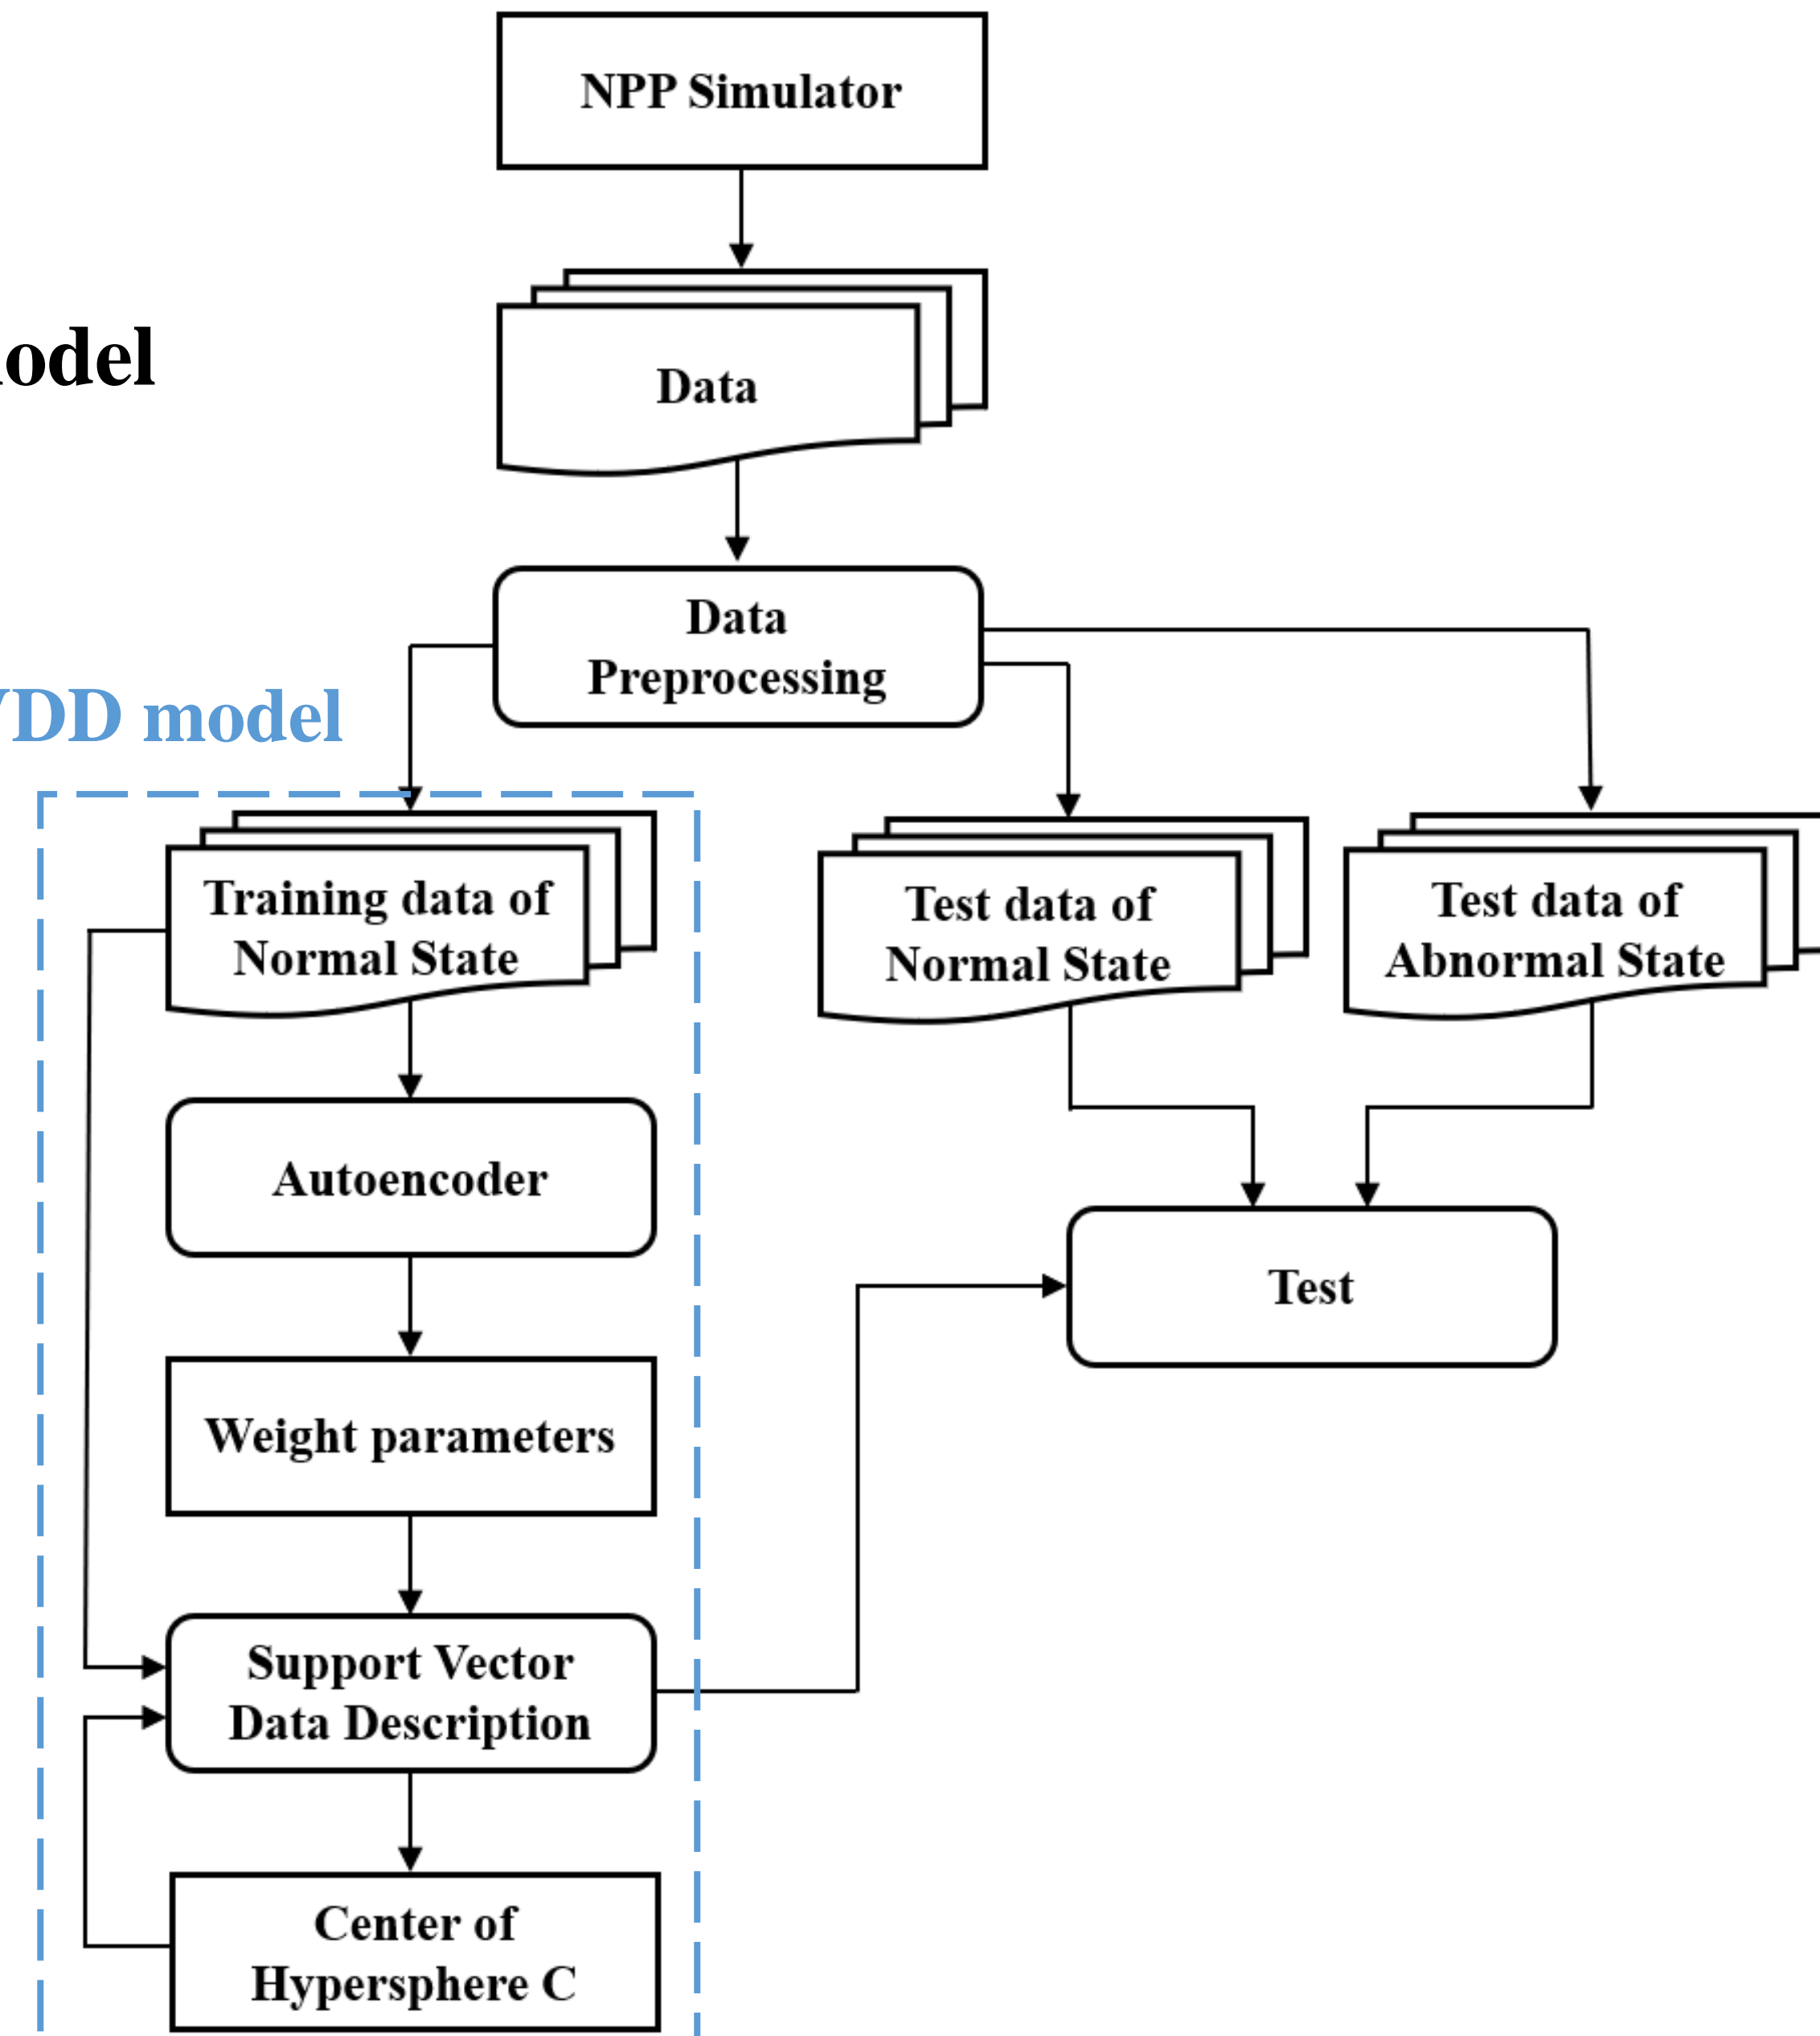 NPP Simulator
odel
Data
Data
Preprocessing
VDD model
Training data of
Normal State
Test data of
Normal State
Test data of
Abnormal State
Autoencoder
Test
Weight parameters
Support Vector
Data Description
Center of
Hypersphere C